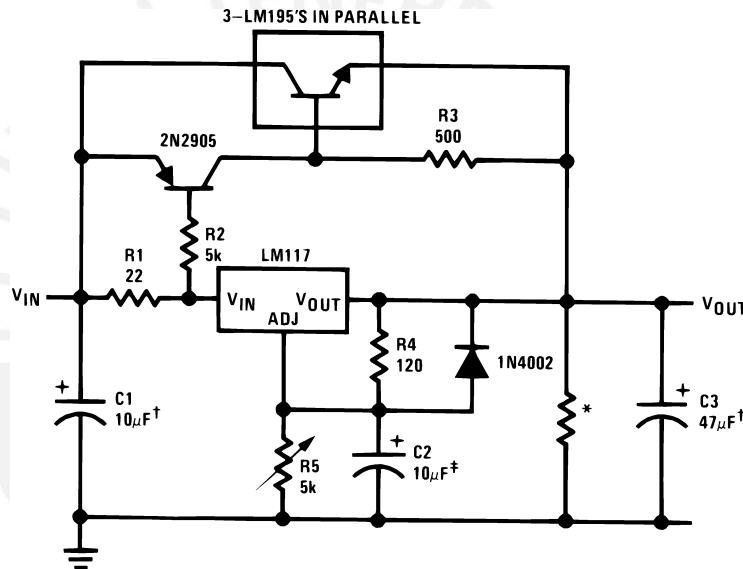 3–LM195'S IN PARALLEL
2N2905
R3
500
R2
5k
R1
22
LM117
VIN
VIN
VOUT
ADJ
VOUT
R4
120
1N4002
C1
10μF†
+
R5
5k
+
C2
10μF‡
*
+
C3
47μF†